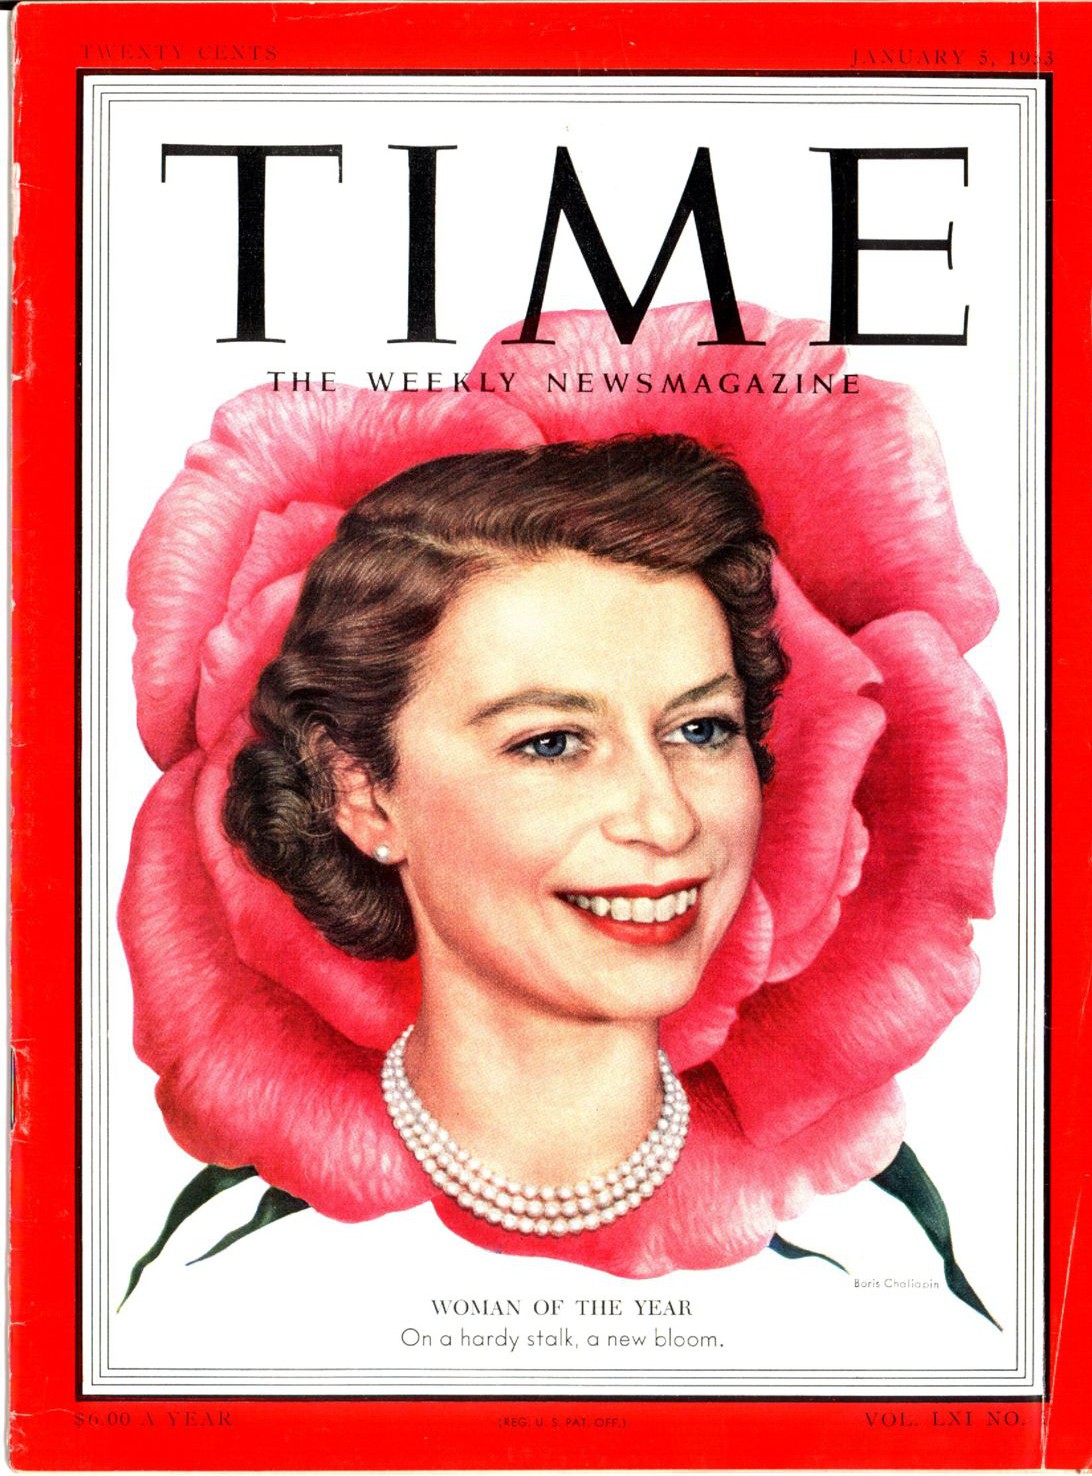 TWENTY CENTS
JANUARY 5, 1953
TIME
THE WEEKLY NEWSMAGAZINE
Boris Chaliapin
WOMAN OF THE YEAR
On a hardy stalk, a new bloom.
$6.00 A YEAR
(REG. U. S. PAT. OFF.)
VOL. LXI NO.